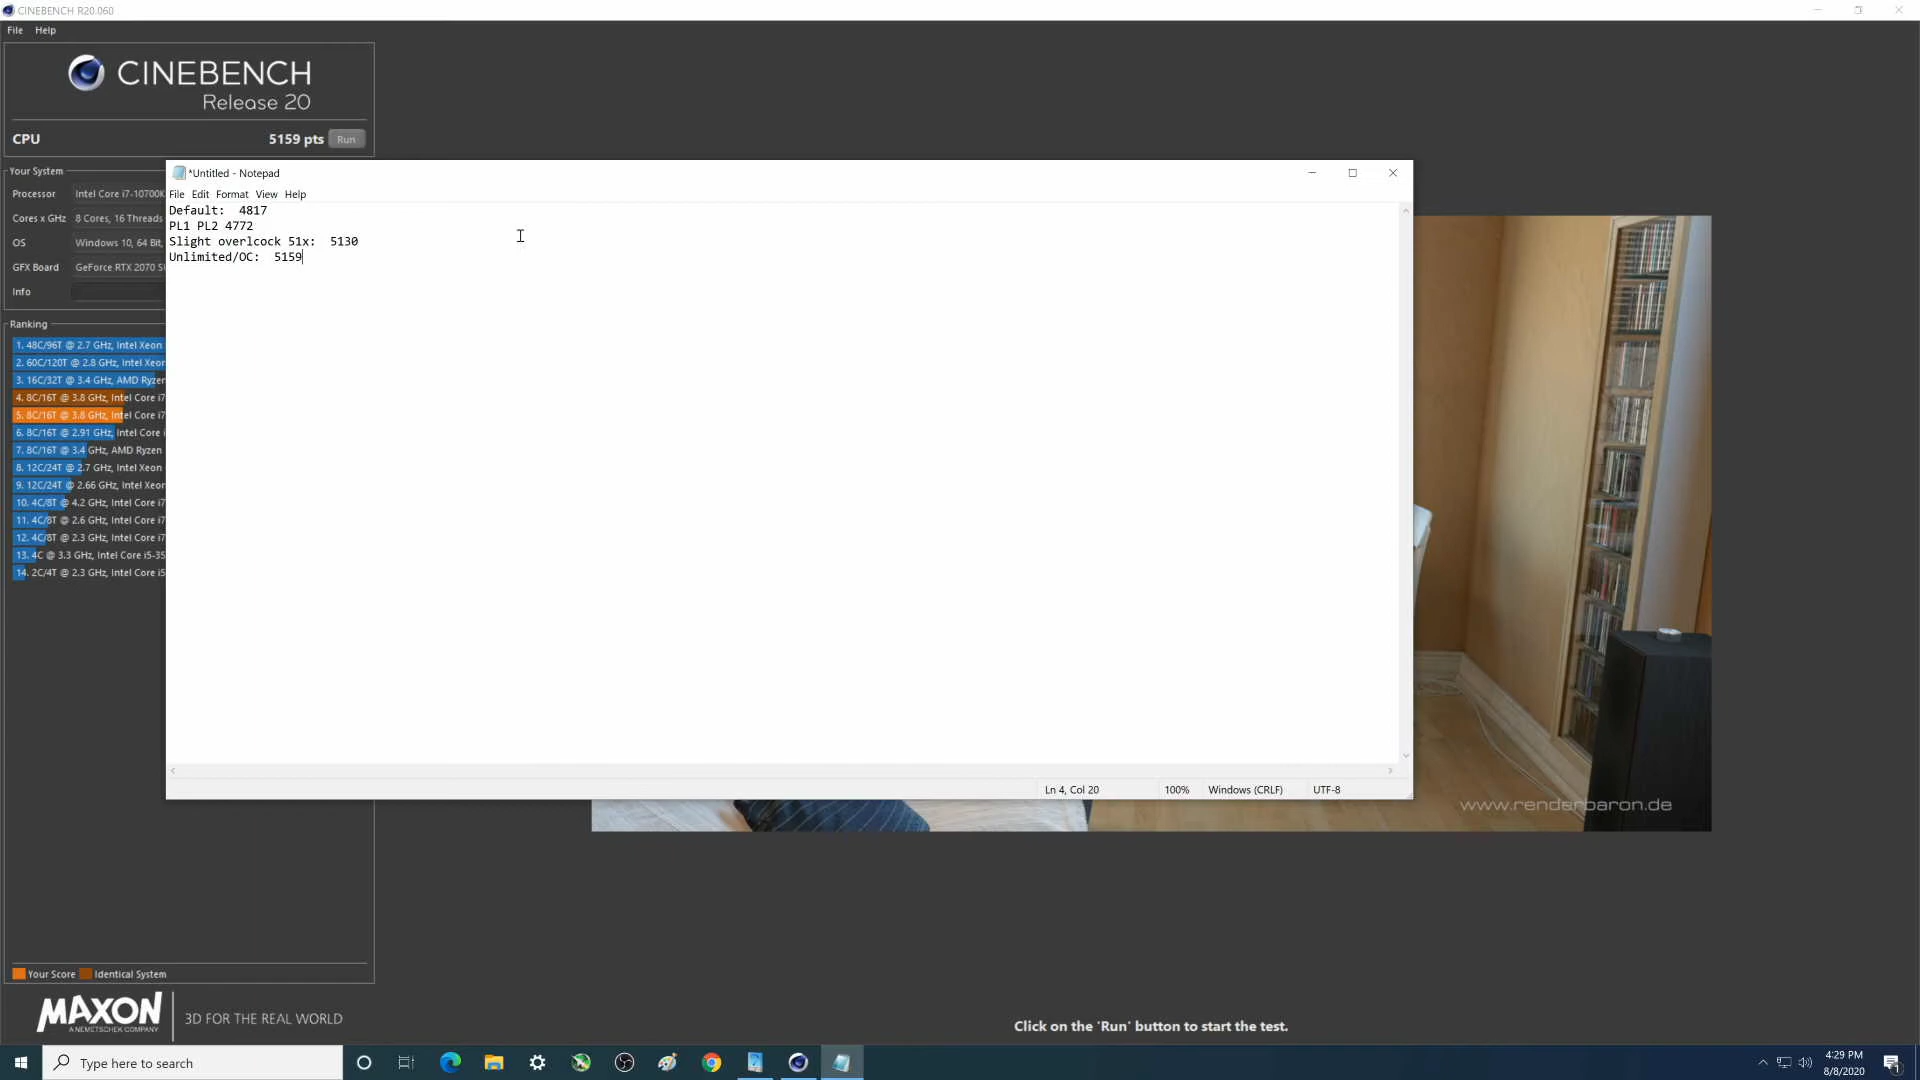 CINEBENCH R20.060
File Help
CINEBENCH
Release 20
CPU 5159 pts Run
*Untitled - Notepad
File Edit Format View Help
Default:  4817
PL1 PL2 4772
Slight overlcock 51x:  5130
Unlimited/OC:  5159
Your System
Processor Intel Core i7-10700K
Cores x GHz 8 Cores, 16 Threads
OS Windows 10, 64 Bit,
GFX Board GeForce RTX 2070
Info
Ranking
1. 48C/96T @ 2.7 GHz, Intel Xeon
2. 60C/120T @ 2.8 GHz, Intel Xeon
3. 16C/32T @ 3.4 GHz, AMD Ryzen
4. 8C/16T @ 3.8 GHz, Intel Core i7
5. 8C/16T @ 3.8 GHz, Intel Core i7
6. 8C/16T @ 2.91 GHz, Intel Core
7. 8C/16T @ 3.4 GHz, AMD Ryzen
8. 12C/24T @ 2.7 GHz, Intel Xeon
9. 12C/24T @ 2.66 GHz, Intel Xeon
10. 4C/8T @ 4.2 GHz, Intel Core i7
11. 4C/8T @ 2.6 GHz, Intel Core i7
12. 4C/8T @ 2.3 GHz, Intel Core i7
13. 4C @ 3.3 GHz, Intel Core i5-35
14. 2C/4T @ 2.3 GHz, Intel Core i5
Ln 4, Col 20 100% Windows (CRLF) UTF-8
www.renderbaron.de
Your Score Identical System
MAXON
A NEMETSCHEK COMPANY
3D FOR THE REAL WORLD
Click on the 'Run' button to start the test.
Type here to search
4:29 PM
8/8/2020
1